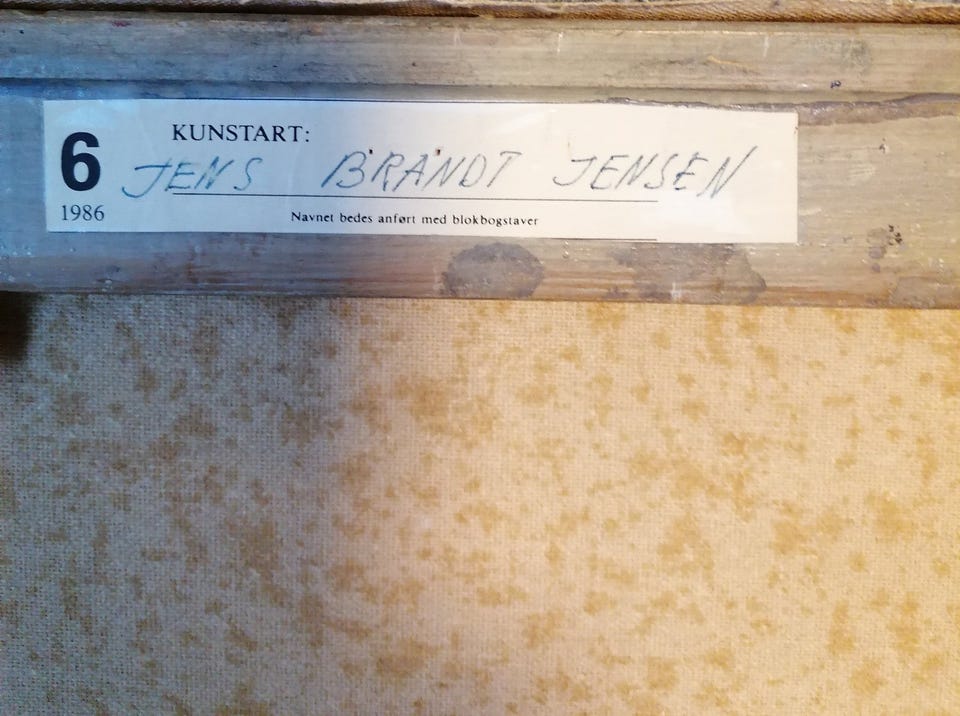 KUNSTART:
6 JENS BRANDT JENSEN
1986
Navnet bedes anført med blokbogstaver